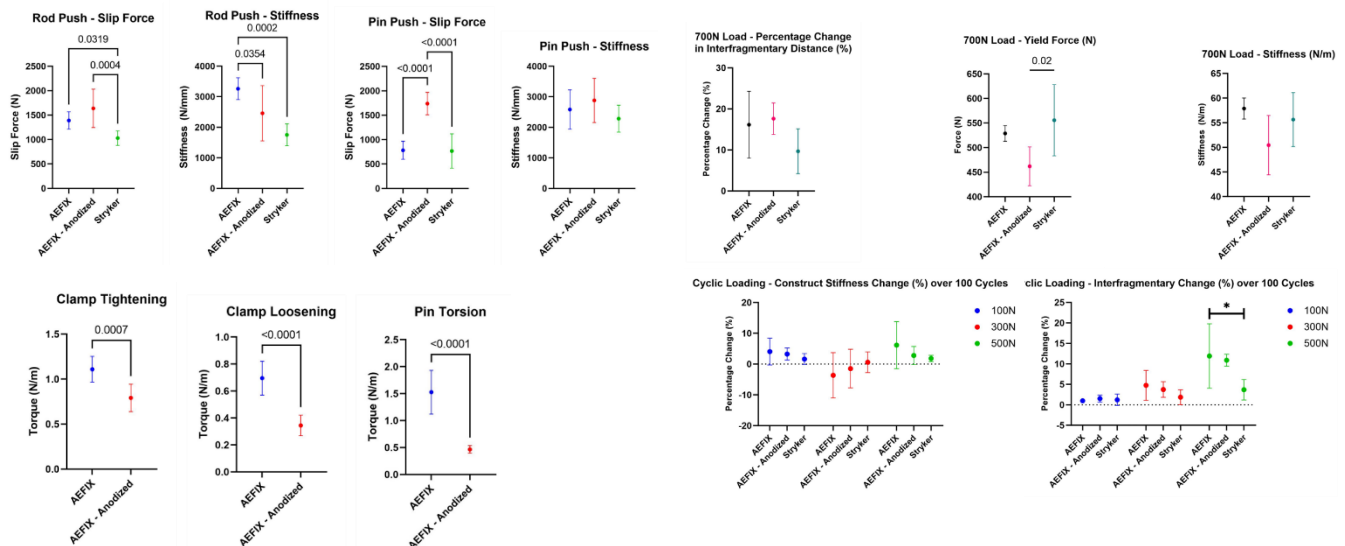 Rod Push - Slip Force
0.0319
0.0004
Slip Force (N)
2500
2000
1500
1000
500
0
AEFIX
AEFIX - Anodized
Stryker
Rod Push - Stiffness
0.0002
0.0354
Stiffness (N/mm)
4000
3000
2000
1000
0
AEFIX
AEFIX - Anodized
Stryker
Pin Push - Slip Force
<0.0001
<0.0001
Slip Force (N)
2500
2000
1500
1000
500
0
AEFIX
AEFIX - Anodized
Stryker
Pin Push - Stiffness
Stiffness (N/mm)
4000
3000
2000
1000
0
AEFIX
AEFIX - Anodized
Stryker
700N Load - Percentage Change
in Interfragmentary Distance (%)
Percentage Change (%)
30
20
10
0
AEFIX
AEFIX - Anodized
Stryker
700N Load - Yield Force (N)
0.02
Force (N)
650
600
550
500
450
400
AEFIX
AEFIX - Anodized
Stryker
700N Load - Stiffness (N/m)
Stiffness (N/m)
65
60
55
50
45
40
AEFIX
AEFIX - Anodized
Stryker
Clamp Tightening
0.0007
Torque (N/m)
1.5
1.0
0.5
0.0
AEFIX
AEFIX - Anodized
Clamp Loosening
<0.0001
Torque (N/m)
1.0
0.8
0.6
0.4
0.2
0.0
AEFIX
AEFIX - Anodized
Pin Torsion
<0.0001
Torque (N/m)
2.5
2.0
1.5
1.0
0.5
0.0
AEFIX
AEFIX - Anodized
Cyclic Loading - Construct Stiffness Change (%) over 100 Cycles
Percentage Change (%)
20
10
0
-10
-20
AEFIX
AEFIX - Anodized
Stryker
AEFIX
AEFIX - Anodized
Stryker
AEFIX
AEFIX - Anodized
Stryker
100N
300N
500N
clic Loading - Interfragmentary Change (%) over 100 Cycles
*
Percentage Change (%)
25
20
15
10
5
0
-5
AEFIX
AEFIX - Anodized
Stryker
AEFIX
AEFIX - Anodized
Stryker
AEFIX
AEFIX - Anodized
Stryker
100N
300N
500N